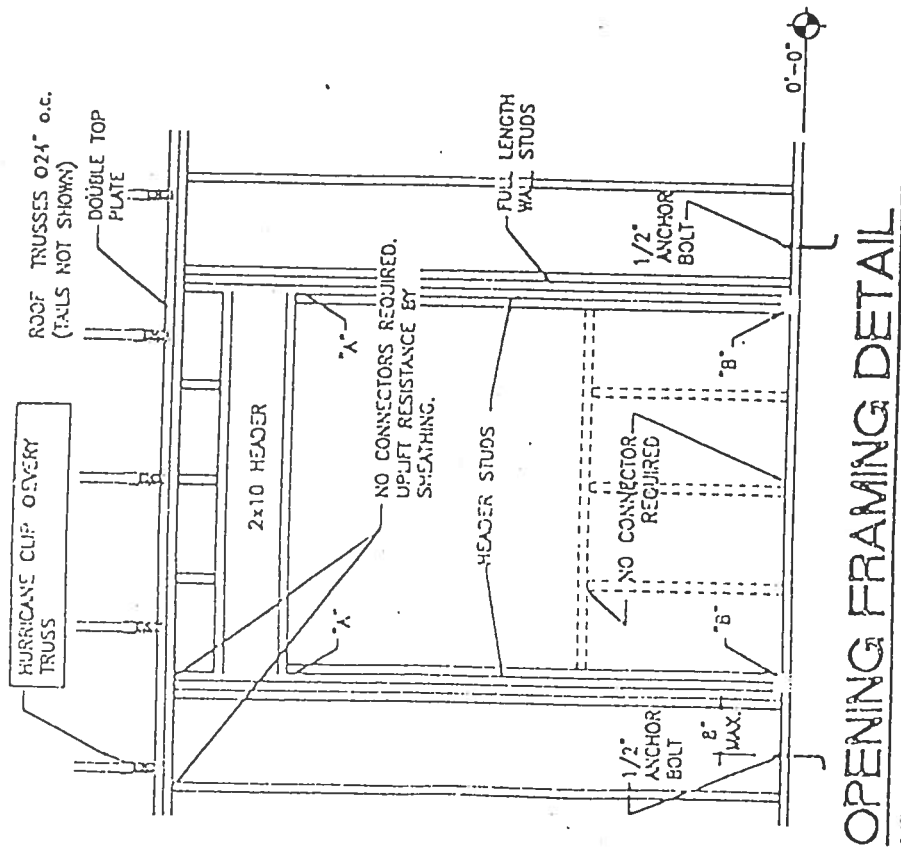 HURRICANE CLIP @EVERY
TRUSS
ROOF TRUSSES @24" o.c.
(TAILS NOT SHOWN)
DOUBLE TOP
PLATE
2x10 HEADER
"A"
"A"
NO CONNECTORS REQUIRED.
UPLIFT RESISTANCE BY
SHEATHING.
FULL LENGTH
WALL STUDS
HEADER STUDS
NO CONNECTOR
REQUIRED
"B"
"B"
1/2"
ANCHOR
BOLT
8"
MAX.
1/2"
ANCHOR
BOLT
0'-0"
OPENING FRAMING DETAIL